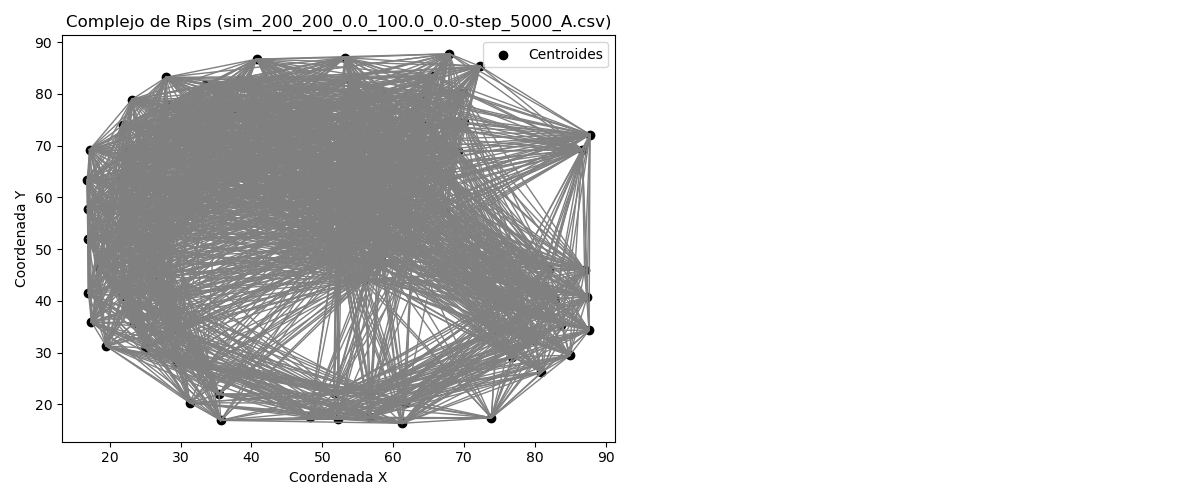 Complejo de Rips (sim_200_200_0.0_100.0_0.0-step_5000_A.csv)
Centroides
Coordenada Y
90
80
70
60
50
40
30
20
20 30 40 50 60 70 80 90
Coordenada X